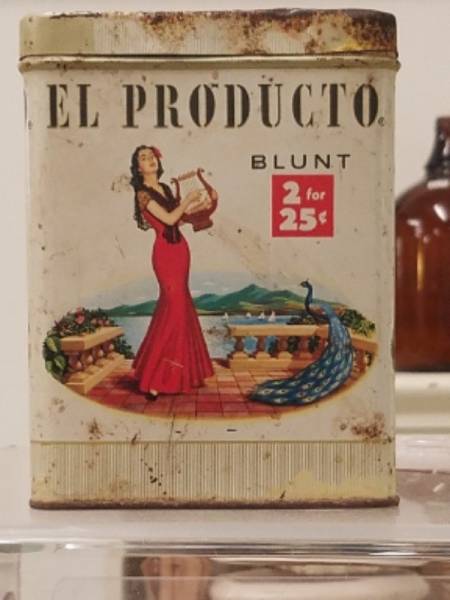 EL PRODUCTO
BLUNT
2 for
25¢